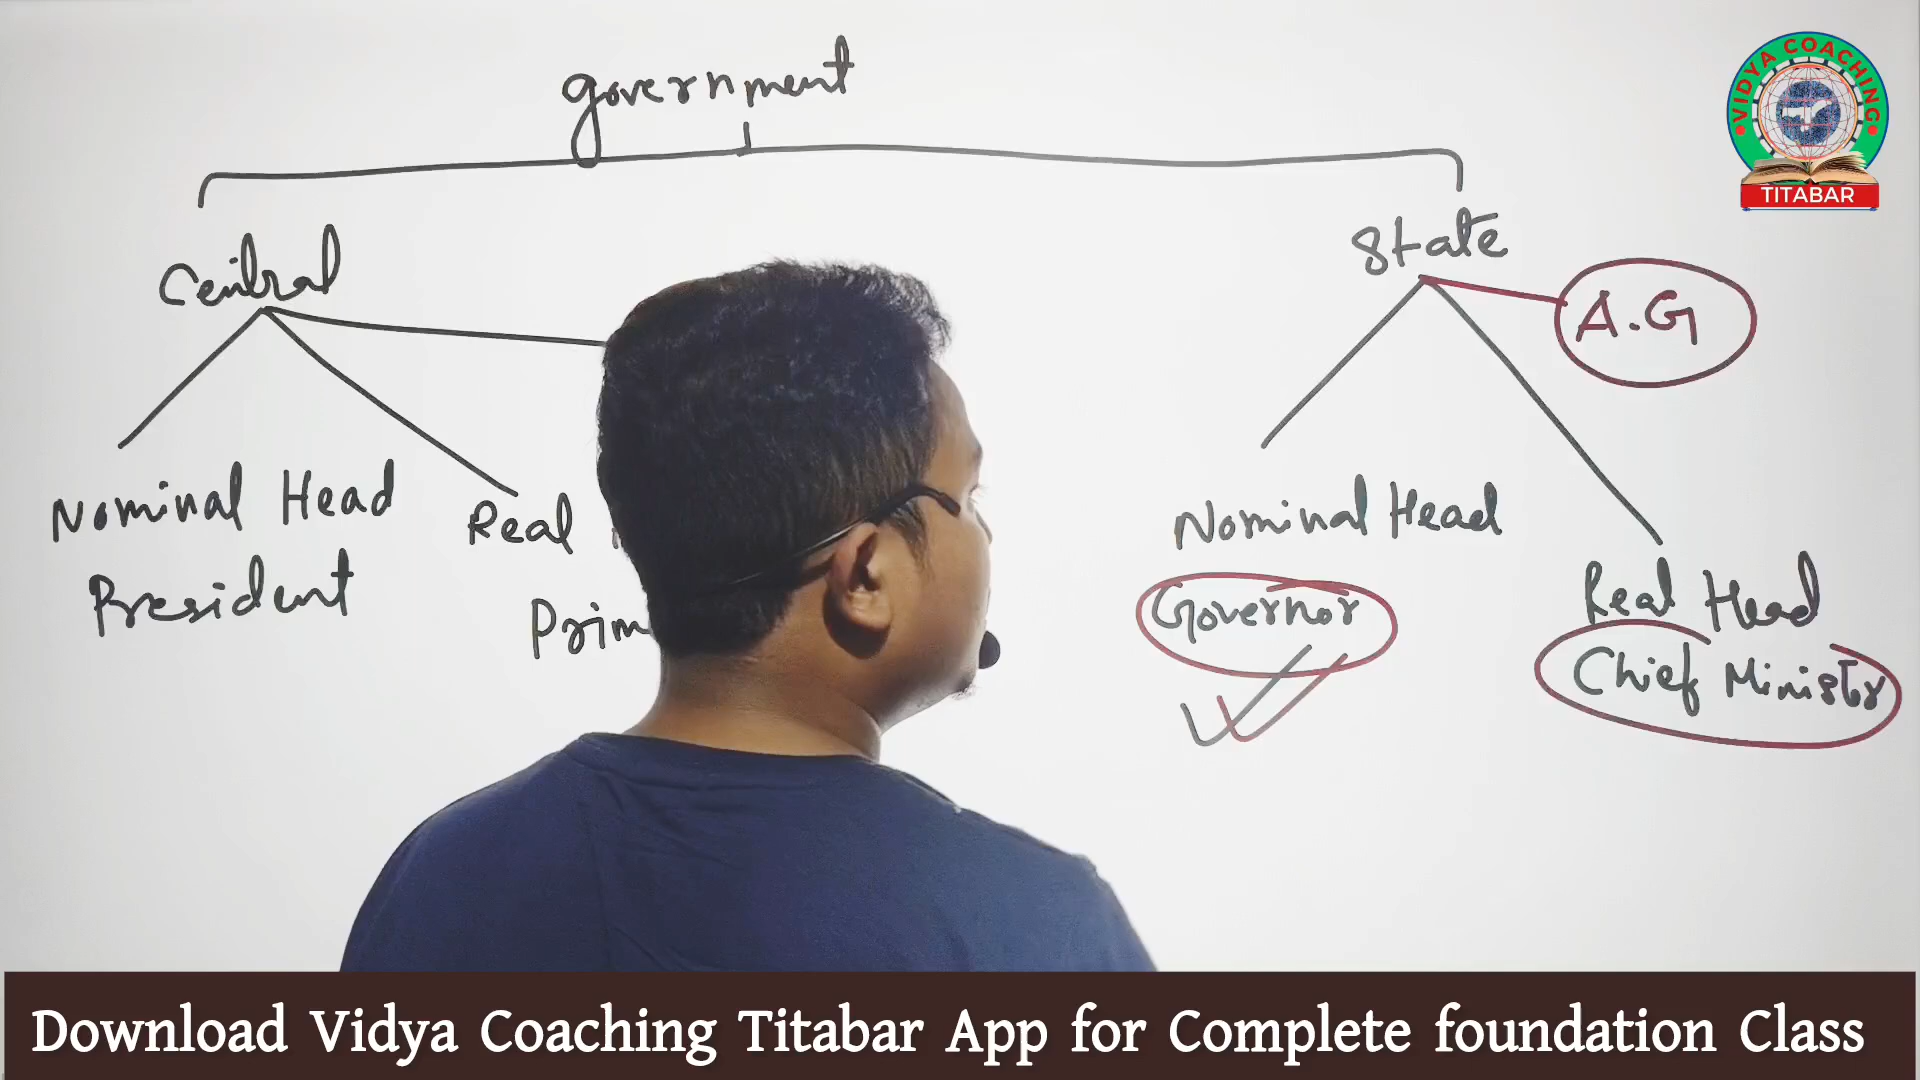 government
VIDYA COACHING
TITABAR
Central
State
A.G
Nominal Head
President
Real
Nominal Head
Governor
Real Head
Chief Minister
Download Vidya Coaching Titabar App for Complete foundation Class